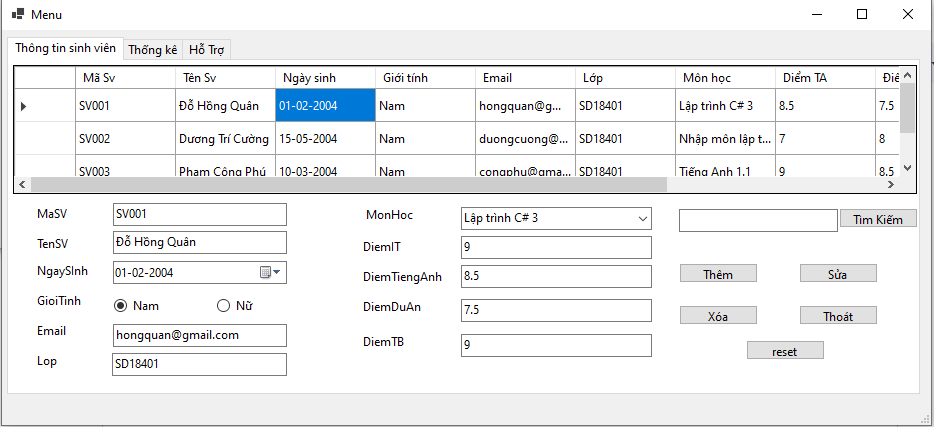 Menu
Thông tin sinh viên Thống kê Hỗ Trợ
Mã Sv Tên Sv Ngày sinh Giới tính Email Lớp Môn học Điểm TA Điể
SV001 Đỗ Hồng Quân 01-02-2004 Nam hongquan@g... SD18401 Lập trình C# 3 8.5 7.5
SV002 Dương Trí Cường 15-05-2004 Nam duongcuong@... SD18401 Nhập môn lập t... 7 8
SV003 Phạm Công Phú 10-03-2004 Nam congphu@gma... SD18401 Tiếng Anh 1.1 9 8.5
MaSV SV001 MonHoc Lập trình C# 3 Tìm Kiếm
TenSV Đỗ Hồng Quân DiemIT 9
NgaySInh 01-02-2004 DiemTiengAnh 8.5 Thêm Sửa
GioiTinh Nam Nữ DiemDuAn 7.5 Xóa Thoát
Email hongquan@gmail.com DiemTB 9 reset
Lop SD18401